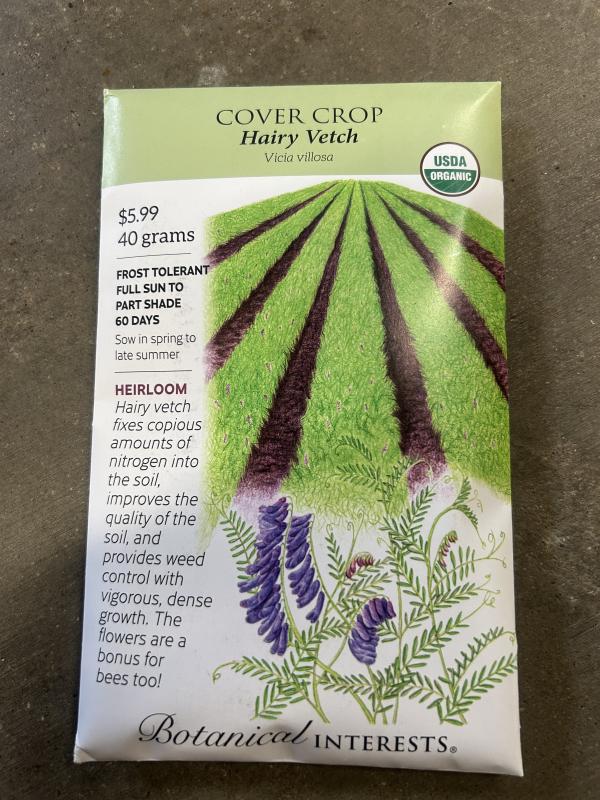 COVER CROP
Hairy Vetch
Vicia villosa
USDA
ORGANIC
$5.99
40 grams
FROST TOLERANT
FULL SUN TO
PART SHADE
60 DAYS
Sow in spring to
late summer
HEIRLOOM
Hairy vetch
fixes copious
amounts of
nitrogen into
the soil,
improves the
quality of the
soil, and
provides weed
control with
vigorous, dense
growth. The
flowers are a
bonus for
bees too!
Botanical INTERESTS®